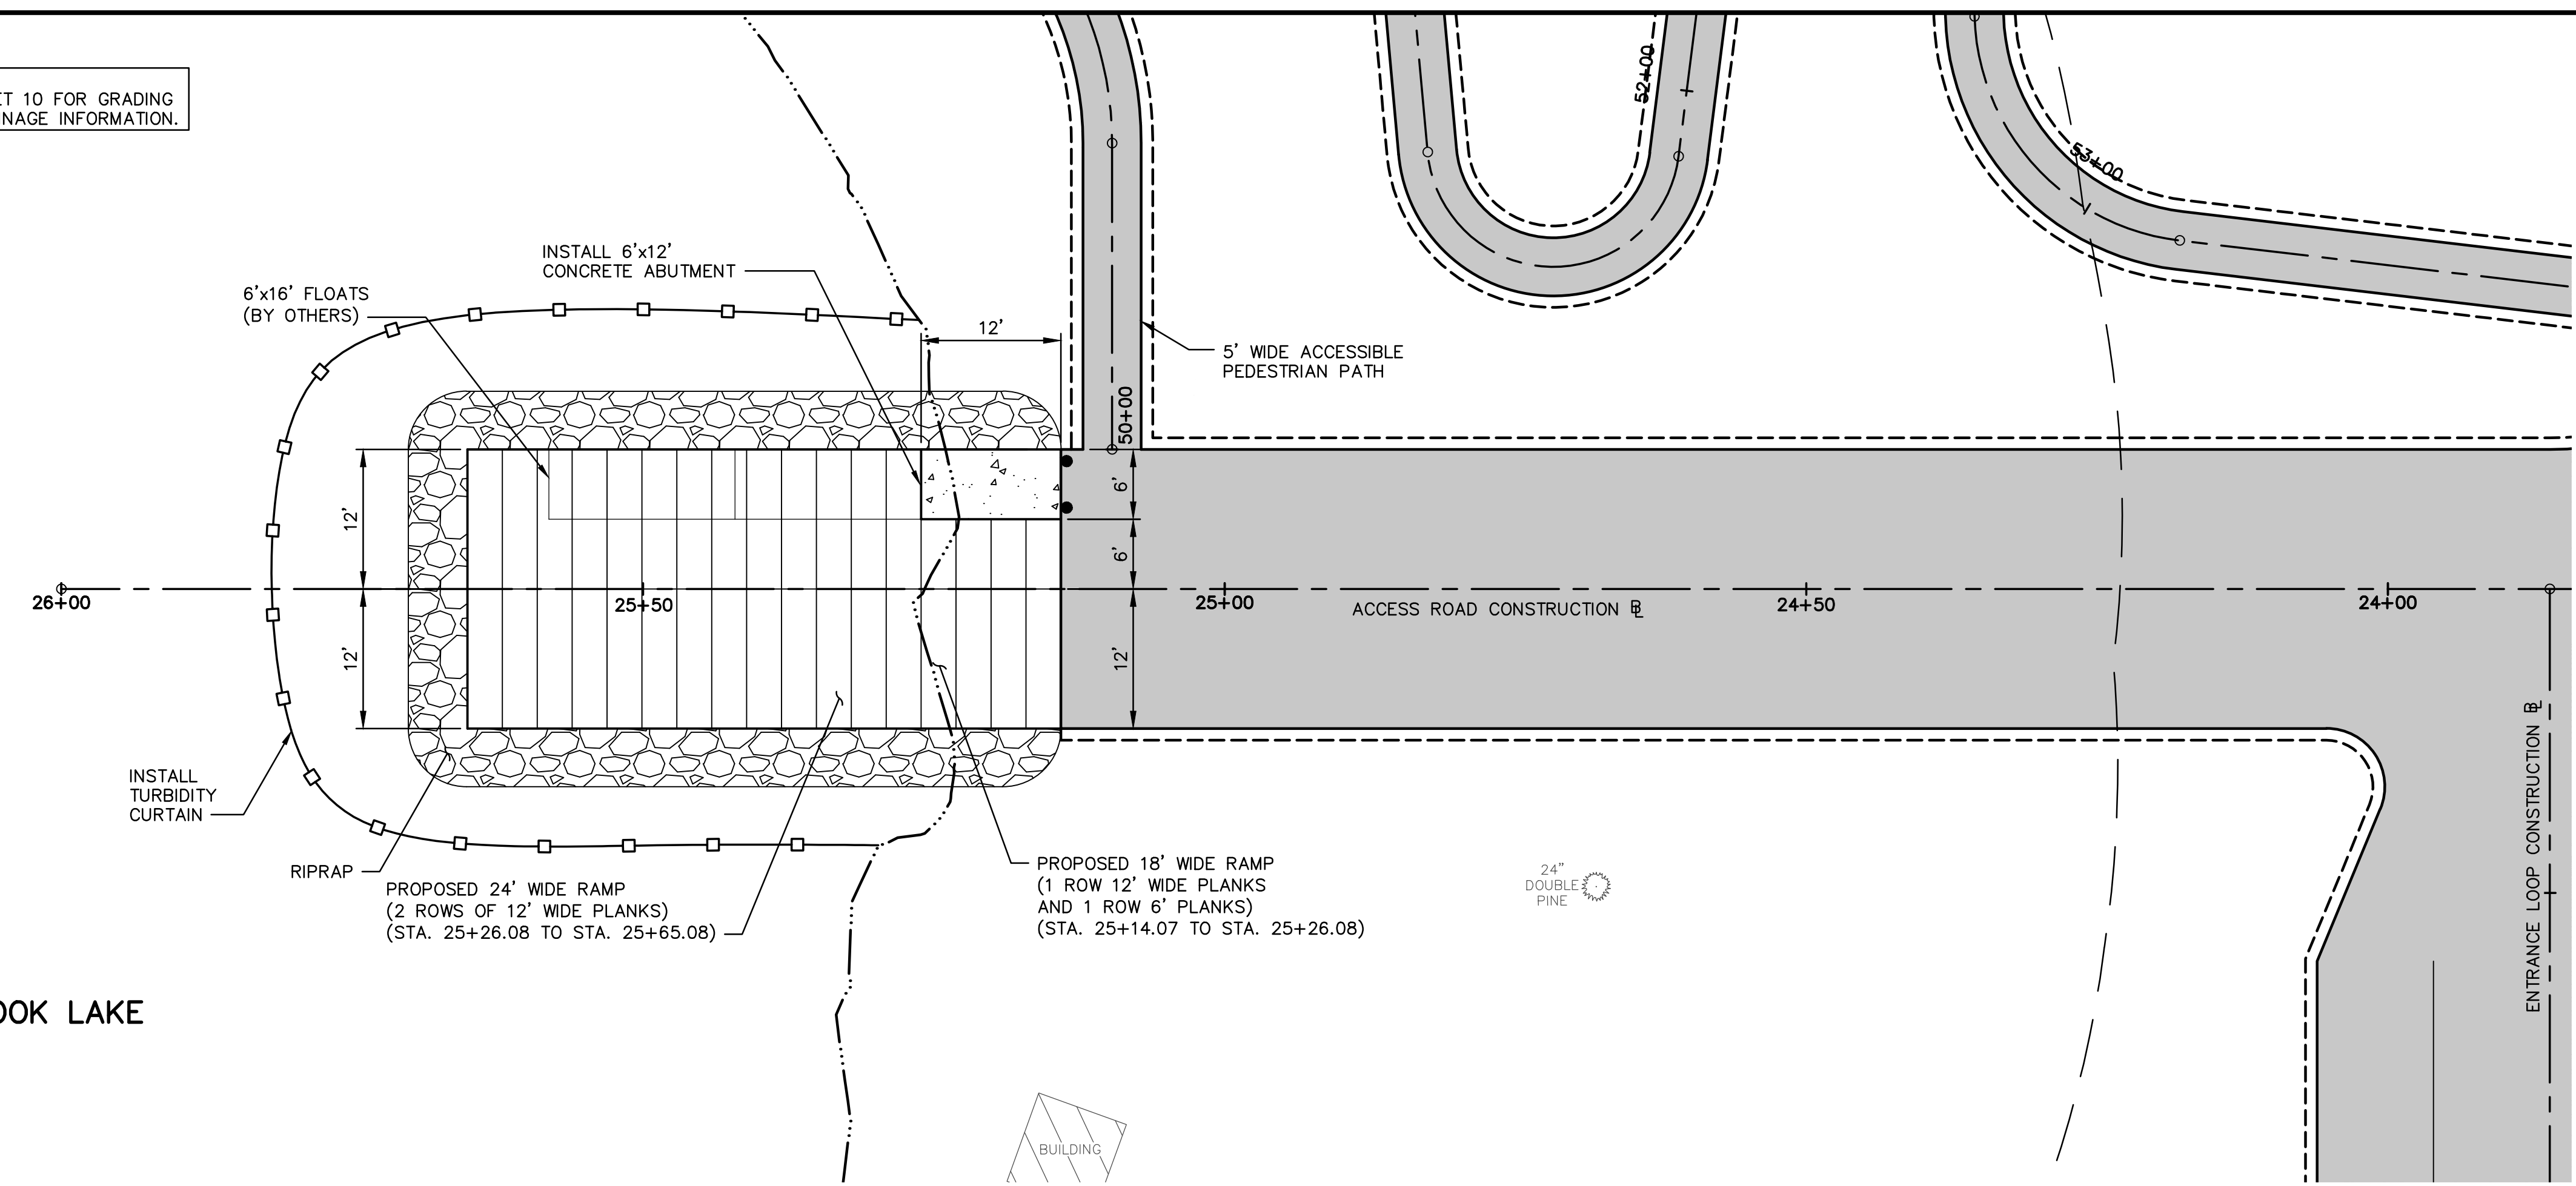 ET 10 FOR GRADING
NAGE INFORMATION.
52+00
53+00
INSTALL 6'x12'
CONCRETE ABUTMENT
6'x16' FLOATS
(BY OTHERS)
12'
5' WIDE ACCESSIBLE
PEDESTRIAN PATH
50+00
12'
6'
6'
26+00
25+50
25+00
ACCESS ROAD CONSTRUCTION BL
24+50
24+00
12'
12'
ENTRANCE LOOP CONSTRUCTION BL
INSTALL
TURBIDITY
CURTAIN
RIPRAP
PROPOSED 24' WIDE RAMP
(2 ROWS OF 12' WIDE PLANKS)
(STA. 25+26.08 TO STA. 25+65.08)
PROPOSED 18' WIDE RAMP
(1 ROW 12' WIDE PLANKS
AND 1 ROW 6' PLANKS)
(STA. 25+14.07 TO STA. 25+26.08)
24"
DOUBLE
PINE
OOK LAKE
BUILDING